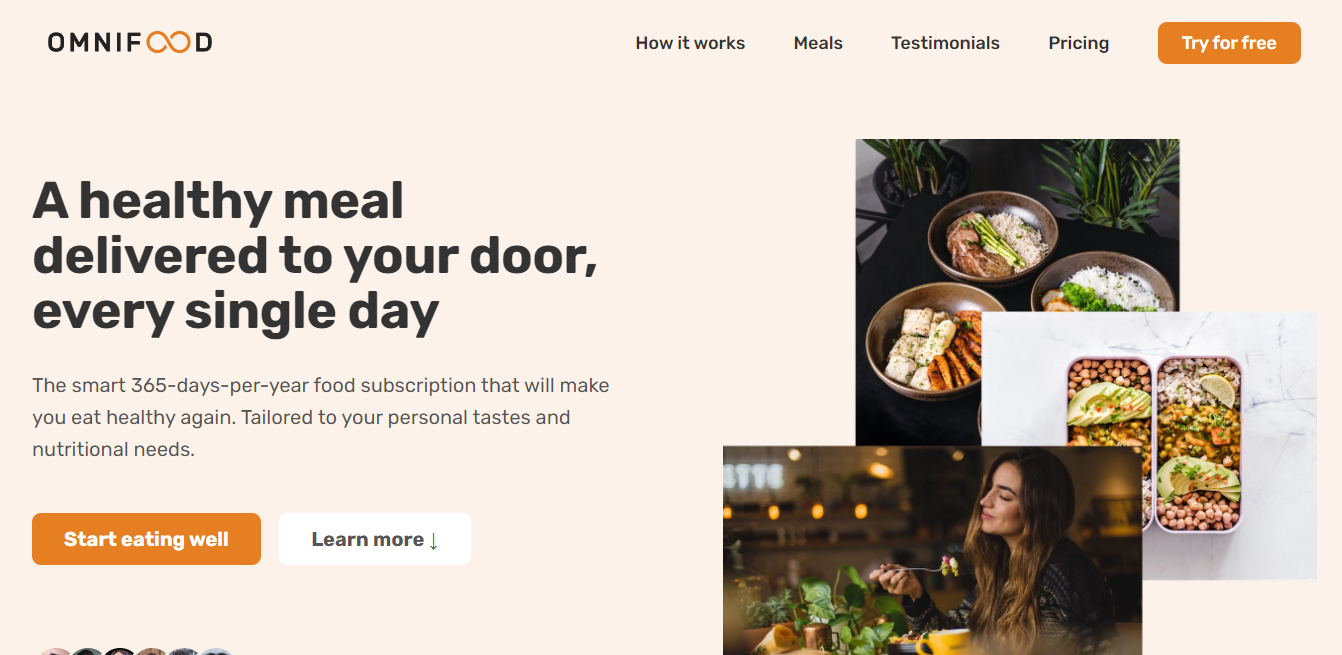 OMNIFOOD
How it works
Meals
Testimonials
Pricing
Try for free
A healthy meal
delivered to your door,
every single day
The smart 365-days-per-year food subscription that will make
you eat healthy again. Tailored to your personal tastes and
nutritional needs.
Start eating well
Learn more ↓